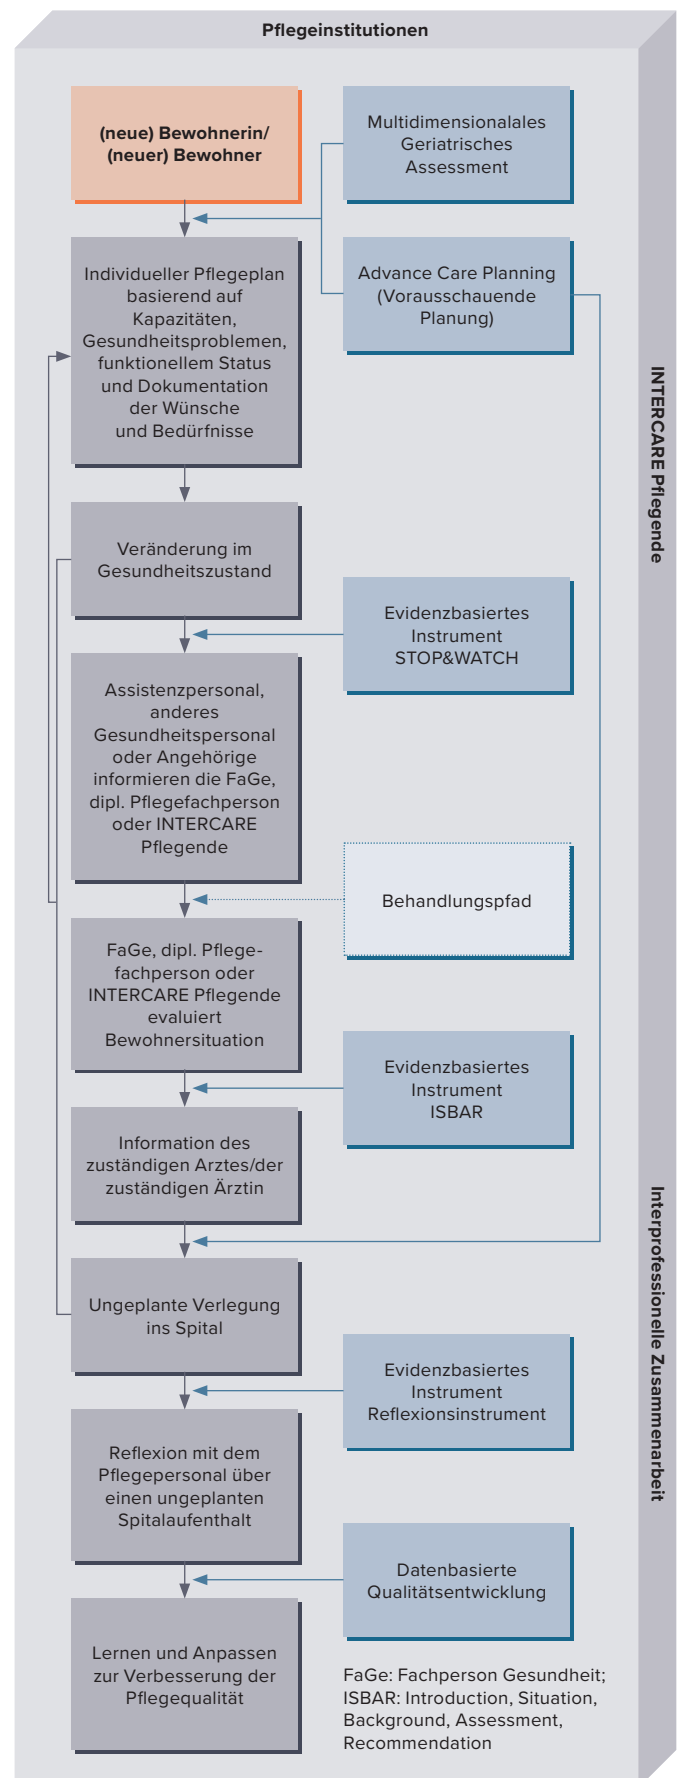 Pflegeinstitutionen
(neue) Bewohnerin/
(neuer) Bewohner
Multidimensionalales
Geriatrisches
Assessment
Individueller Pflegeplan
basierend auf
Kapazitäten,
Gesundheitsproblemen,
funktionellem Status
und Dokumentation
der Wünsche
und Bedürfnisse
Advance Care Planning
(Vorausschauende
Planung)
INTERCARE Pflegende
Veränderung im
Gesundheitszustand
Evidenzbasiertes
Instrument
STOP&WATCH
Assistenzpersonal,
anderes
Gesundheitspersonal
oder Angehörige
informieren die FaGe,
dipl. Pflegefachperson
oder INTERCARE
Pflegende
Behandlungspfad
FaGe, dipl. Pflege-
fachperson oder
INTERCARE Pflegende
evaluiert
Bewohnersituation
Evidenzbasiertes
Instrument
ISBAR
Information des
zuständigen Arztes/der
zuständigen Ärztin
Interprofessionelle Zusammenarbeit
Ungeplante Verlegung
ins Spital
Evidenzbasiertes
Instrument
Reflexionsinstrument
Reflexion mit dem
Pflegepersonal über
einen ungeplanten
Spitalaufenthalt
Datenbasierte
Qualitätsentwicklung
Lernen und Anpassen
zur Verbesserung der
Pflegequalität
FaGe: Fachperson Gesundheit;
ISBAR: Introduction, Situation,
Background, Assessment,
Recommendation